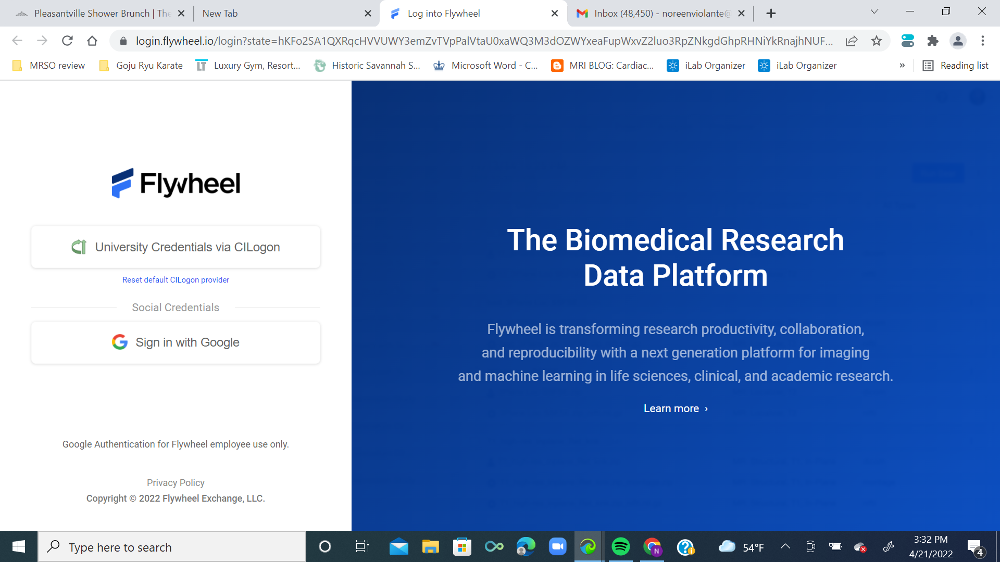 Pleasantville Shower Brunch | The
New Tab
Log into Flywheel
Inbox (48,450) - noreenviolante@
login.flywheel.io/login?state=hKFo2SA1QXRqcHVVUWY3emZvTVpPalVtaU0xaWQ3M3dOZWYxeaFupWxvZ2luo3RpZNkgdGhpRHNiYkRnajhNUF...
MRSO review
Goju Ryu Karate
LT Luxury Gym, Resort...
Historic Savannah S...
Microsoft Word - C...
MRI BLOG: Cardiac...
iLab Organizer
iLab Organizer
»
Reading list
Flywheel
University Credentials via CILogon
Reset default CILogon provider
Social Credentials
Sign in with Google
Google Authentication for Flywheel employee use only.
Privacy Policy
Copyright © 2022 Flywheel Exchange, LLC.
The Biomedical Research
Data Platform
Flywheel is transforming research productivity, collaboration,
and reproducibility with a next generation platform for imaging
and machine learning in life sciences, clinical, and academic research.
Learn more ›
Type here to search
N
54°F
3:32 PM
4/21/2022
4